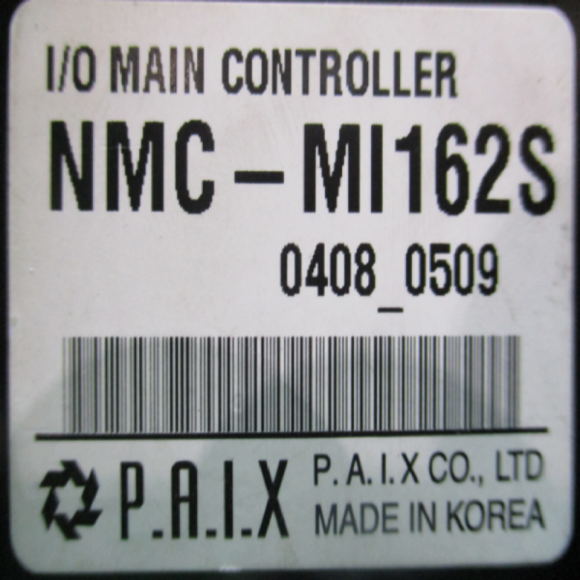 I/O MAIN CONTROLLER
NMC-MI162S
0408_0509
P.A.I.X
P. A. I. X CO., LTD
MADE IN KOREA